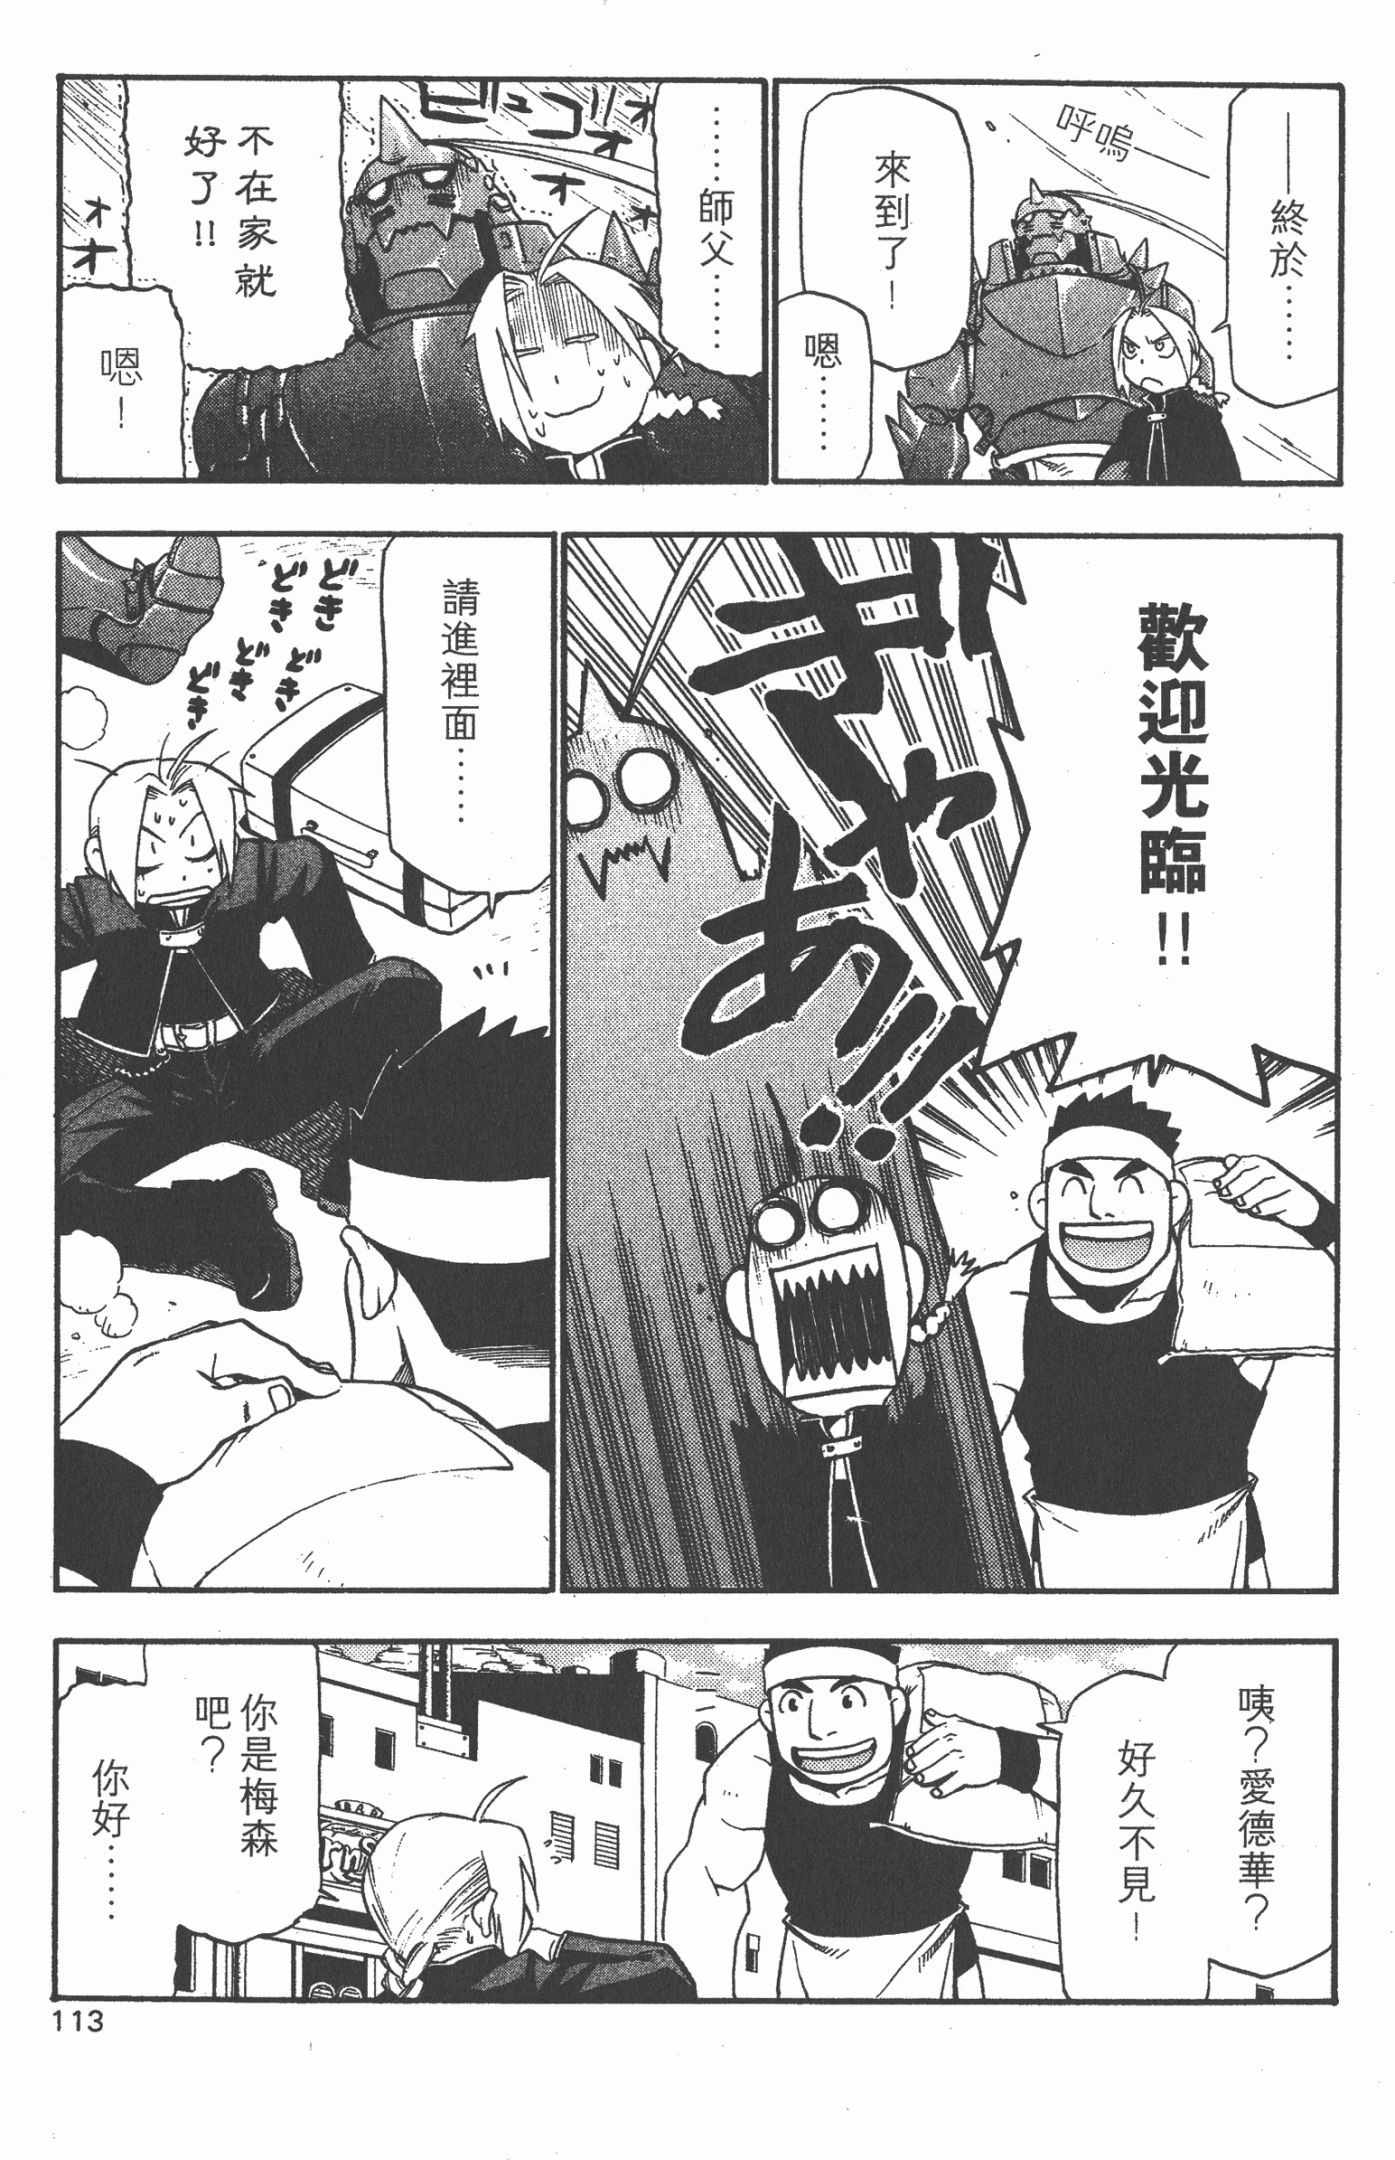 ——終於……
呼嗚——
來到了！
嗯……
……師父……
ビュゴオオ
オオ
不在家就
好了!!
嗯！
歡迎光臨!!
ぎゃあ!!
請進裡面……
どき
どき
どき
どき
どき
咦？愛德華？
好久不見！
你是梅森
吧？
你好……
113